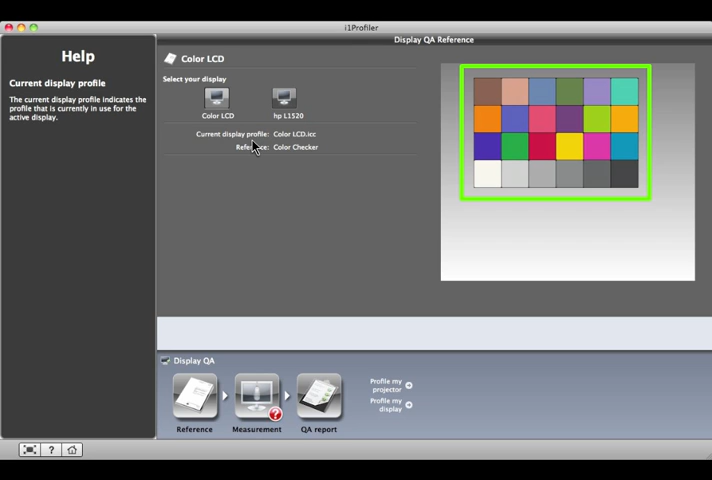 i1Profiler
Display QA Reference
Help
Current display profile
The current display profile indicates the
profile that is currently in use for the
active display.
Color LCD
Select your display
Color LCD
hp L1520
Current display profile: Color LCD.icc
Reference: Color Checker
Display QA
Reference
Measurement
QA report
Profile my
projector
Profile my
display